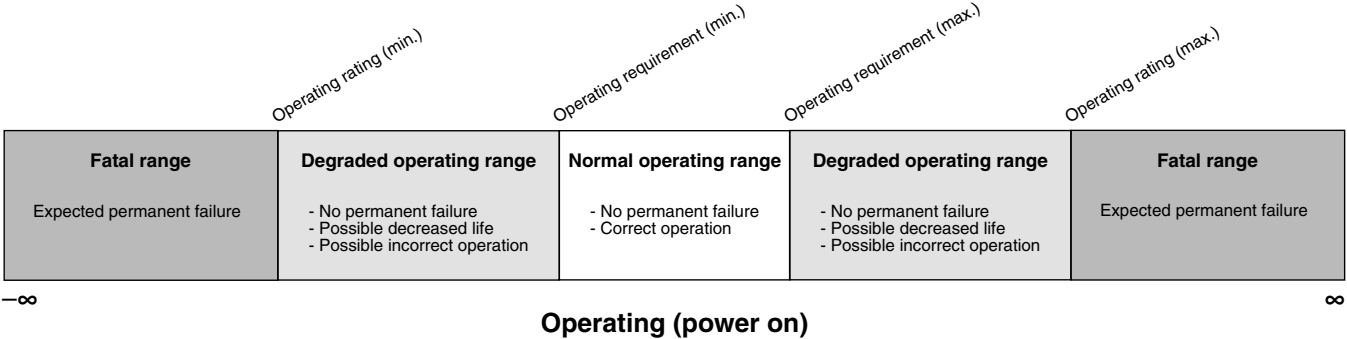 Operating rating (min.)
Operating requirement (min.)
Operating requirement (max.)
Operating rating (max.)
Fatal range
Expected permanent failure
Degraded operating range
- No permanent failure
- Possible decreased life
- Possible incorrect operation
Normal operating range
- No permanent failure
- Correct operation
Degraded operating range
- No permanent failure
- Possible decreased life
- Possible incorrect operation
Fatal range
Expected permanent failure
–∞
∞
Operating (power on)